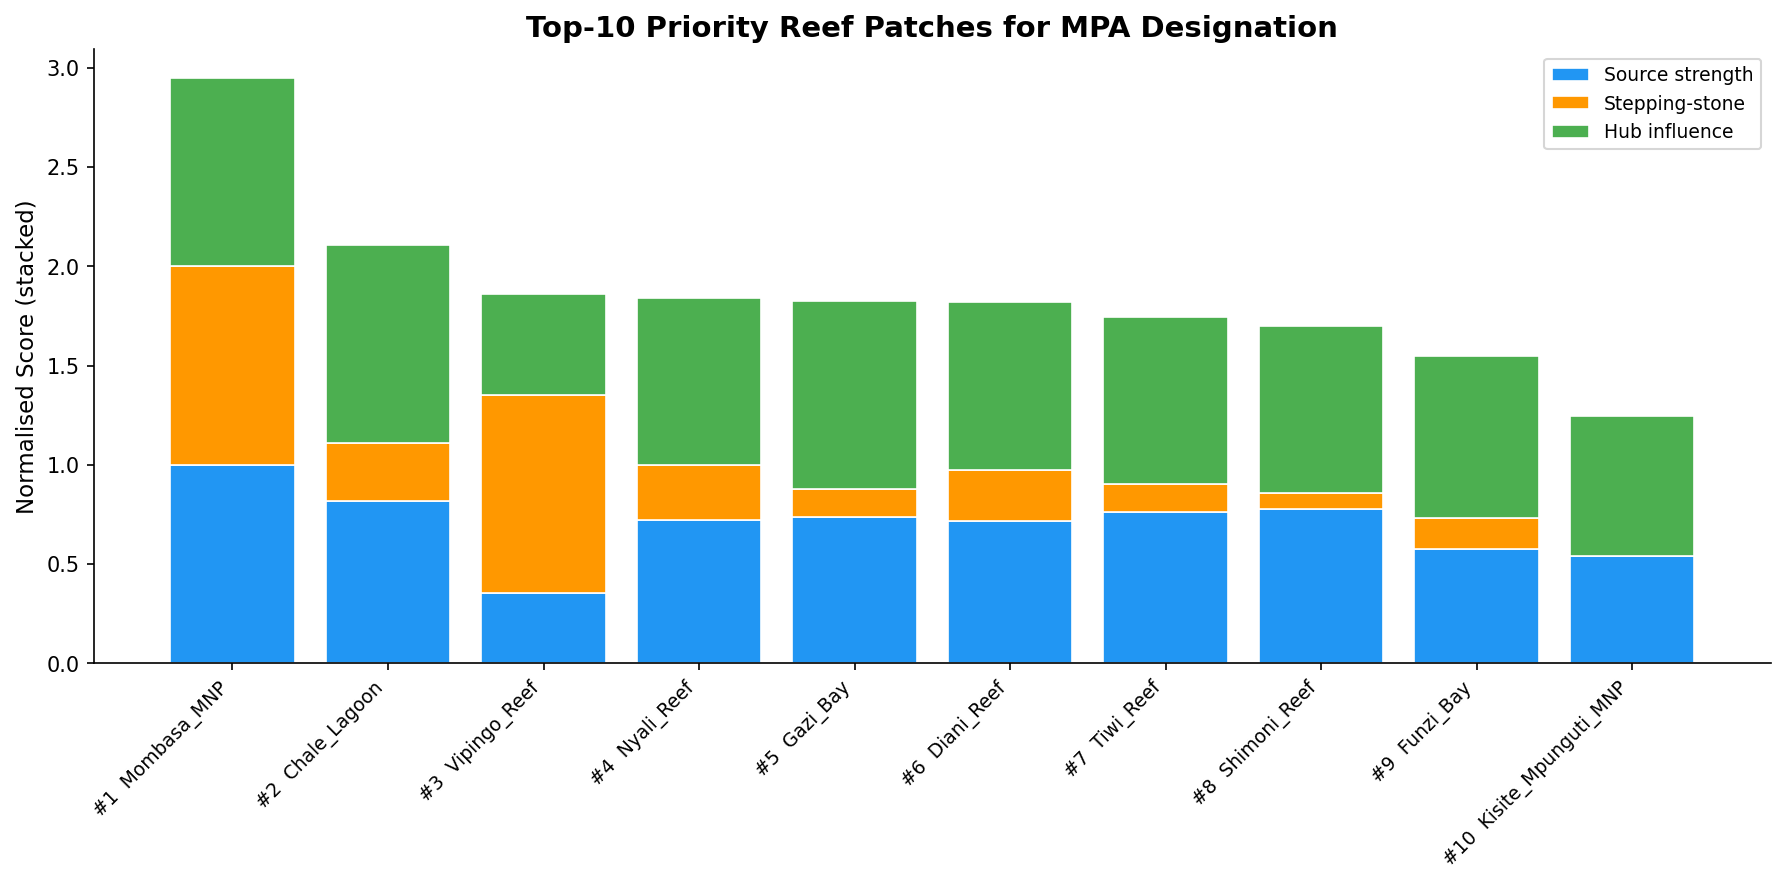 Top-10 Priority Reef Patches for MPA Designation
Source strength
Stepping-stone
Hub influence
Normalised Score (stacked)
3.0
2.5
2.0
1.5
1.0
0.5
0.0
#1 Mombasa_MNP
#2 Chale_Lagoon
#3 Vipingo_Reef
#4 Nyali_Reef
#5 Gazi_Bay
#6 Diani_Reef
#7 Tiwi_Reef
#8 Shimoni_Reef
#9 Funzi_Bay
#10 Kisite_Mpunguti_MNP